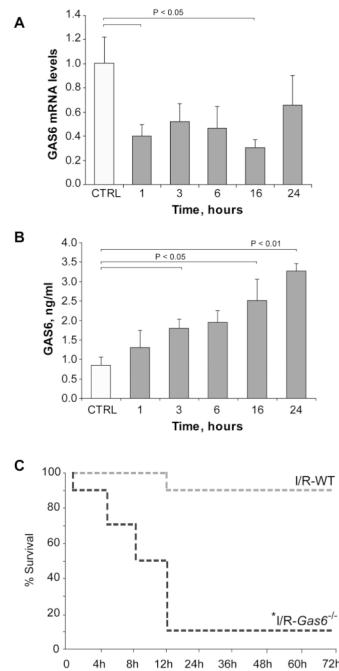 A
P < 0.05
GAS6 mRNA levels
1.4
1.2
1.0
0.8
0.6
0.4
0.2
0.0
CTRL 1 3 6 16 24
Time, hours
B
P < 0.01
P < 0.05
GAS6, ng/ml
4.0
3.5
3.0
2.5
2.0
1.5
1.0
0.5
0.0
CTRL 1 3 6 16 24
Time, hours
C
% Survival
100
80
60
40
20
I/R-WT
*I/R-Gas6-/-
0 4h 8h 12h 24h 36h 48h 60h 72h